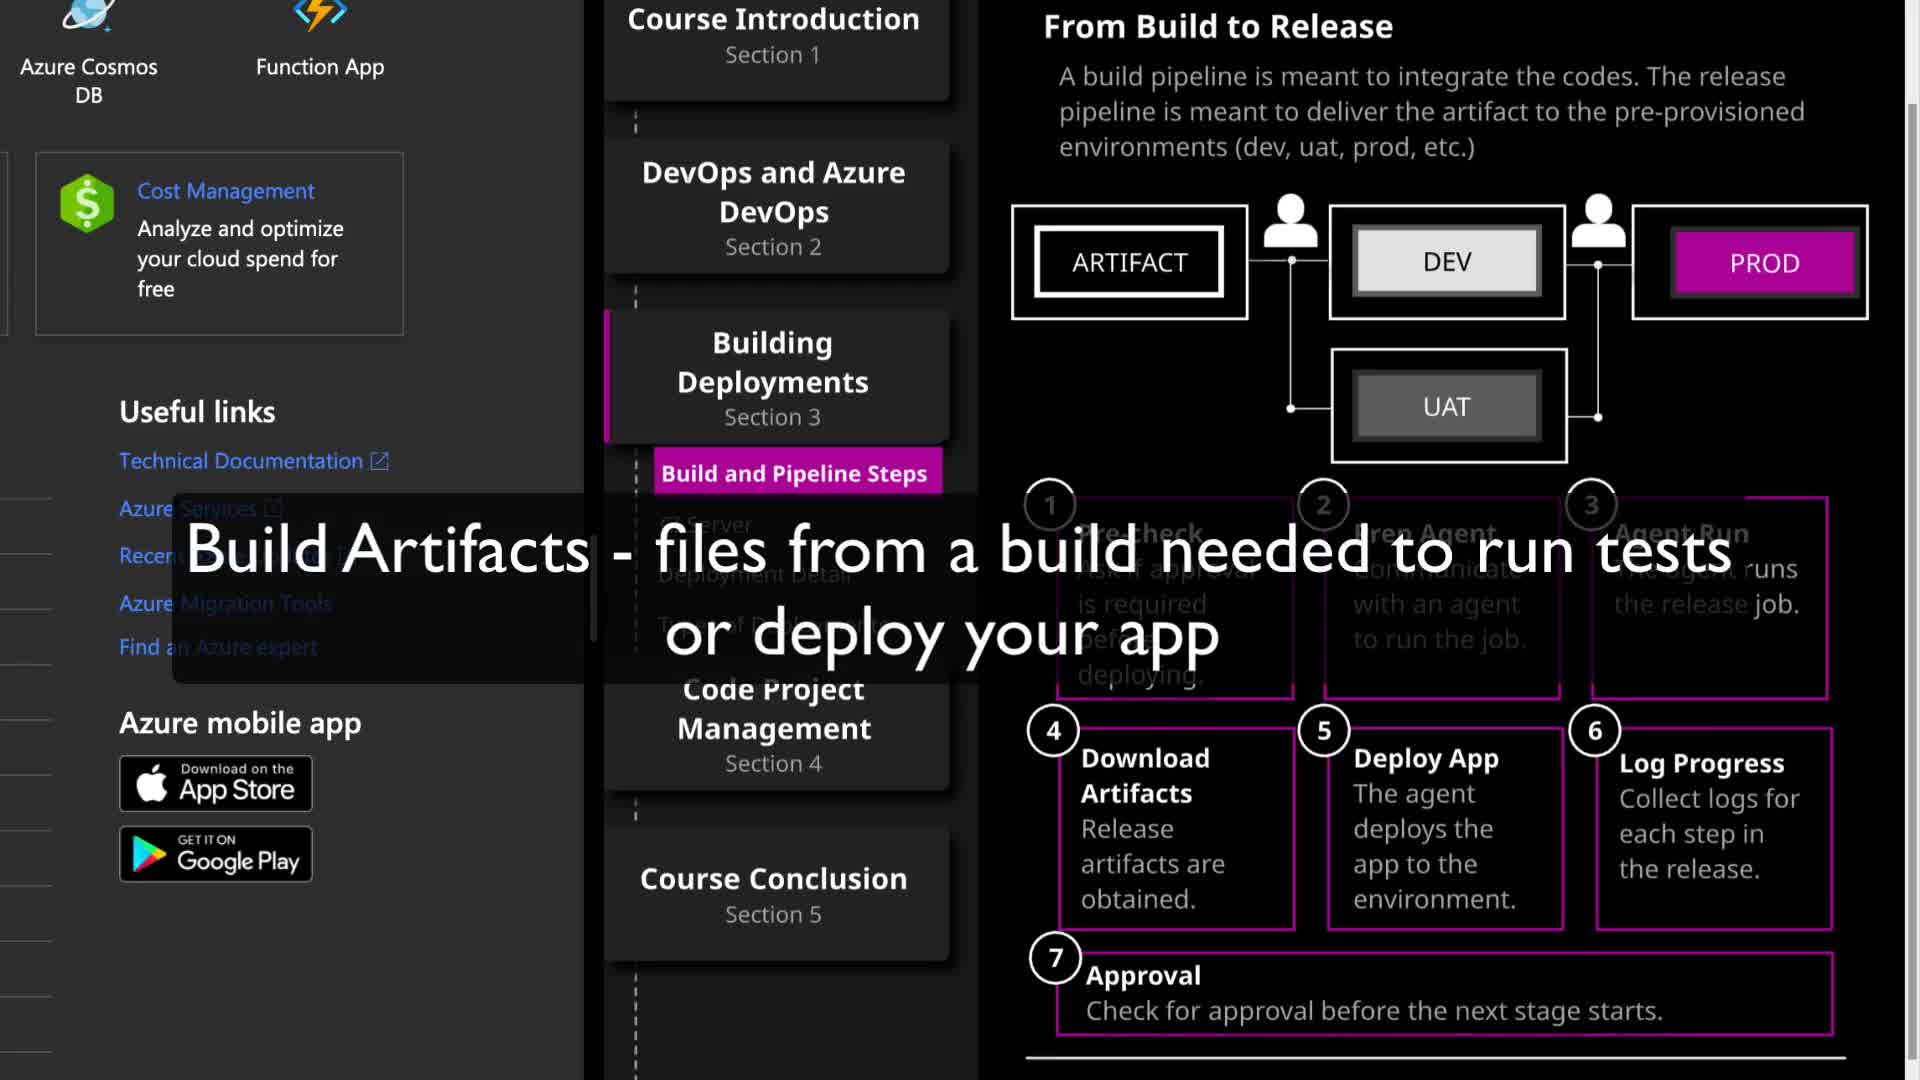 Azure Cosmos
DB
Function App
Cost Management
Analyze and optimize
your cloud spend for
free
Useful links
Technical Documentation
Azure Services
Recen
Azure Migration Tools
Find an Azure expert
Azure mobile app
Download on the
App Store
GET IT ON
Google Play
Course Introduction
Section 1
DevOps and Azure
DevOps
Section 2
Building
Deployments
Section 3
Build and Pipeline Steps
Server
Deployment Detail
Code Project
Management
Section 4
Course Conclusion
Section 5
From Build to Release
A build pipeline is meant to integrate the codes. The release
pipeline is meant to deliver the artifact to the pre-provisioned
environments (dev, uat, prod, etc.)
ARTIFACT
DEV
PROD
UAT
Build Artifacts - files from a build needed to run tests
or deploy your app
1
Pre-check
Ask if approval
is required
before
deploying.
2
Prep Agent
Communicate
with an agent
to run the job.
3
Agent Run
The agent runs
the release job.
4
Download
Artifacts
Release
artifacts are
obtained.
5
Deploy App
The agent
deploys the
app to the
environment.
6
Log Progress
Collect logs for
each step in
the release.
7
Approval
Check for approval before the next stage starts.